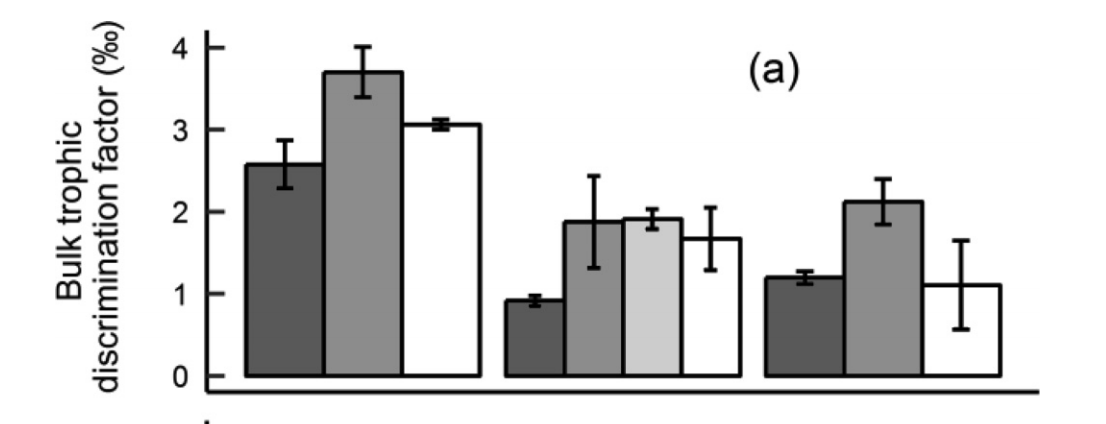 Bulk trophic
discrimination factor (‰)
4
3
2
1
0
(a)